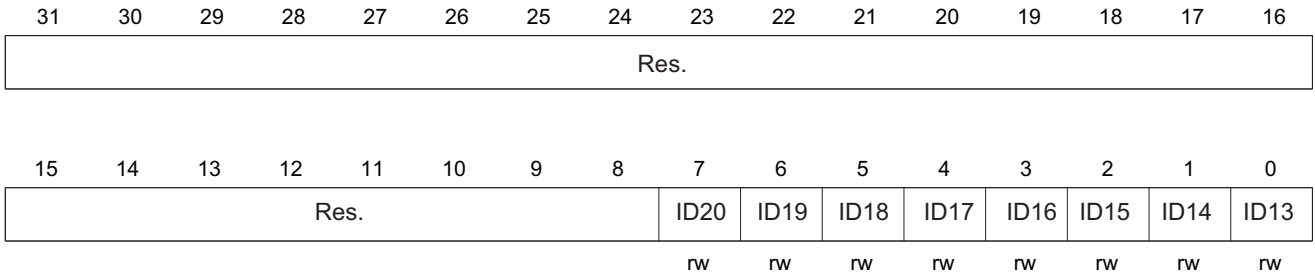 31 30 29 28 27 26 25 24 23 22 21 20 19 18 17 16
Res.
15 14 13 12 11 10 9 8 7 6 5 4 3 2 1 0
Res. ID20 ID19 ID18 ID17 ID16 ID15 ID14 ID13
rw rw rw rw rw rw rw rw